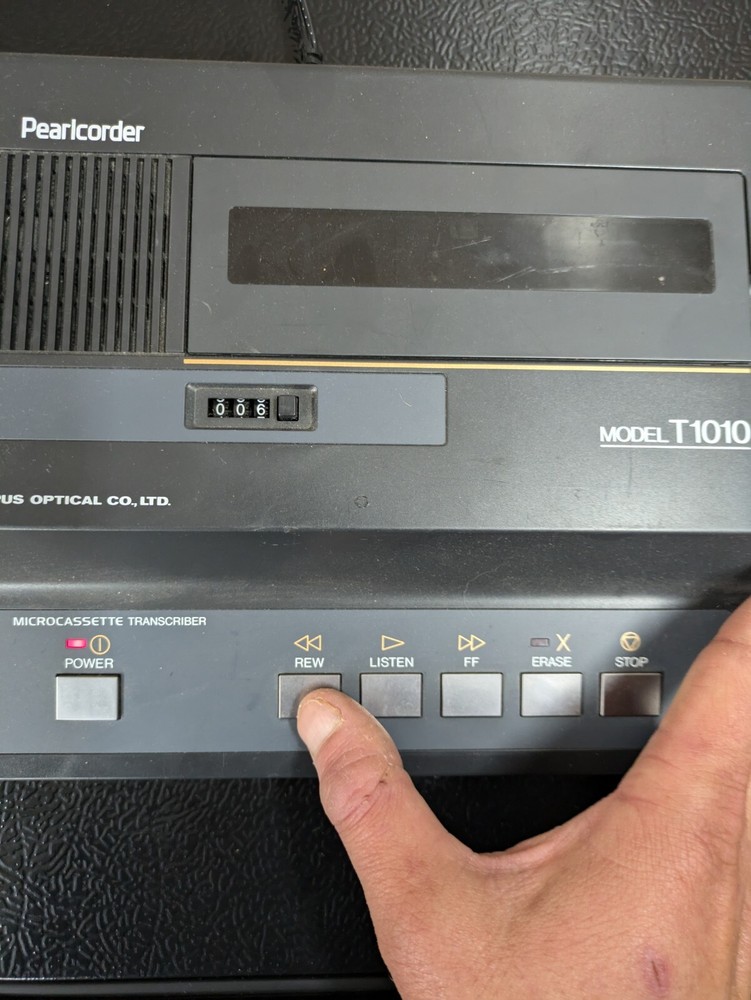 Pearlcorder
006
MODEL T1010
PUS OPTICAL CO., LTD.
MICROCASSETTE TRANSCRIBER
POWER
REW
LISTEN
FF
X
ERASE
STOP